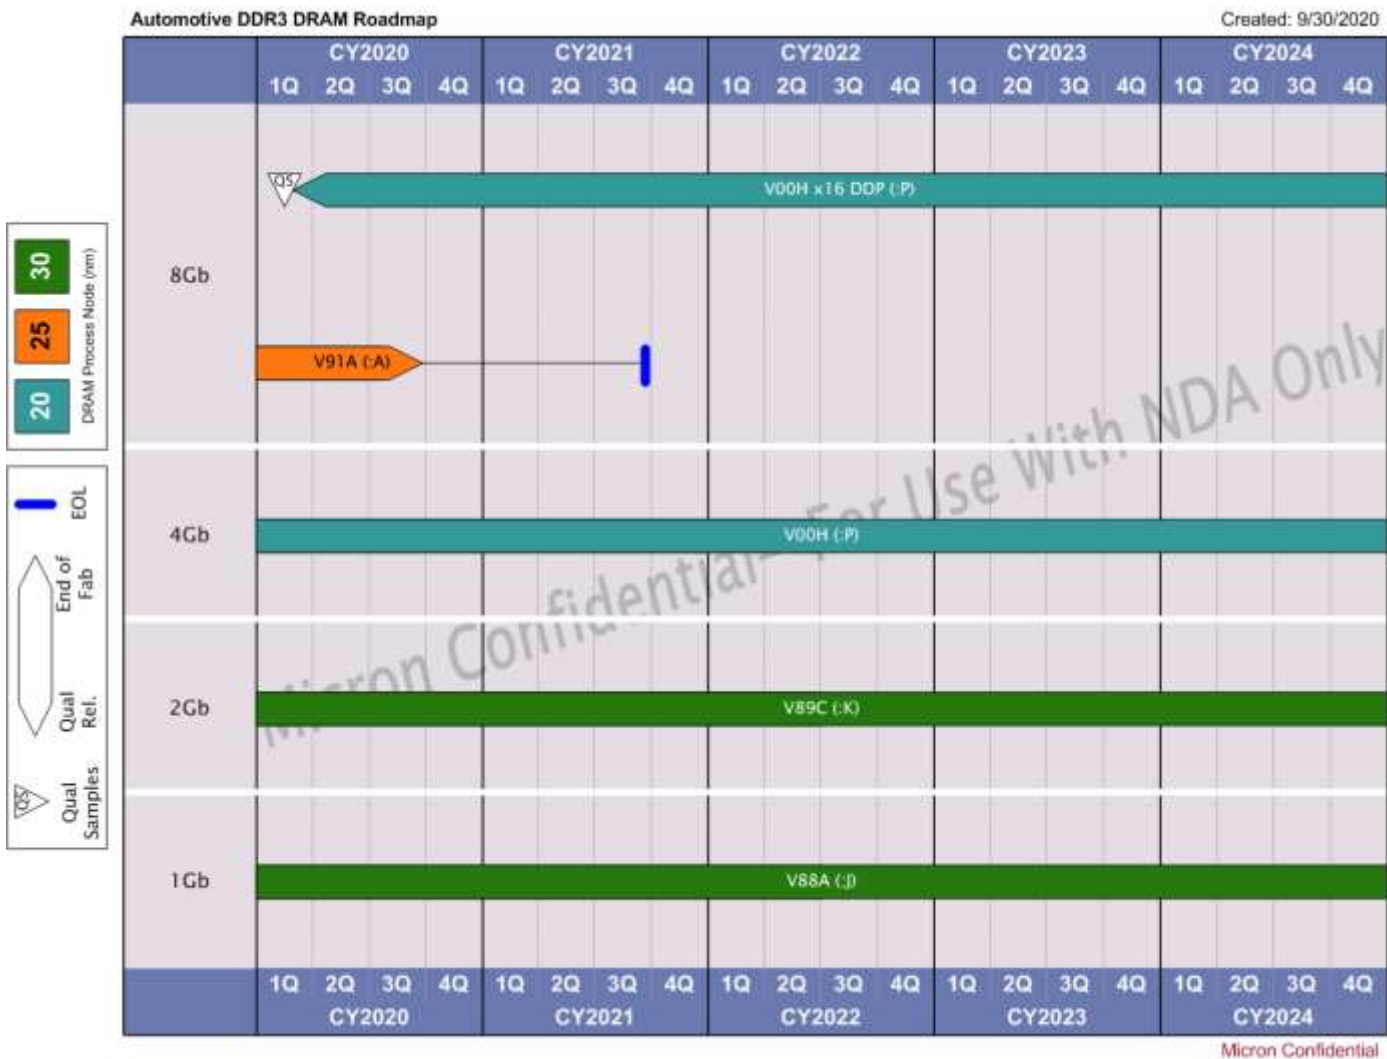 Automotive DDR3 DRAM Roadmap
Created: 9/30/2020
CY2020 CY2021 CY2022 CY2023 CY2024
1Q 2Q 3Q 4Q 1Q 2Q 3Q 4Q 1Q 2Q 3Q 4Q 1Q 2Q 3Q 4Q 1Q 2Q 3Q 4Q
QS
V00H x16 DDP (:P)
8Gb
V91A (:A)
4Gb
V00H (:P)
2Gb
V89C (:K)
1Gb
V88A (:J)
1Q 2Q 3Q 4Q 1Q 2Q 3Q 4Q 1Q 2Q 3Q 4Q 1Q 2Q 3Q 4Q 1Q 2Q 3Q 4Q
CY2020 CY2021 CY2022 CY2023 CY2024
Micron Confidential
20 25 30
DRAM Process Node (nm)
QS
Qual
Samples
Qual
Rel.
End of
Fab
EOL
Micron Confidential– For Use With NDA Only